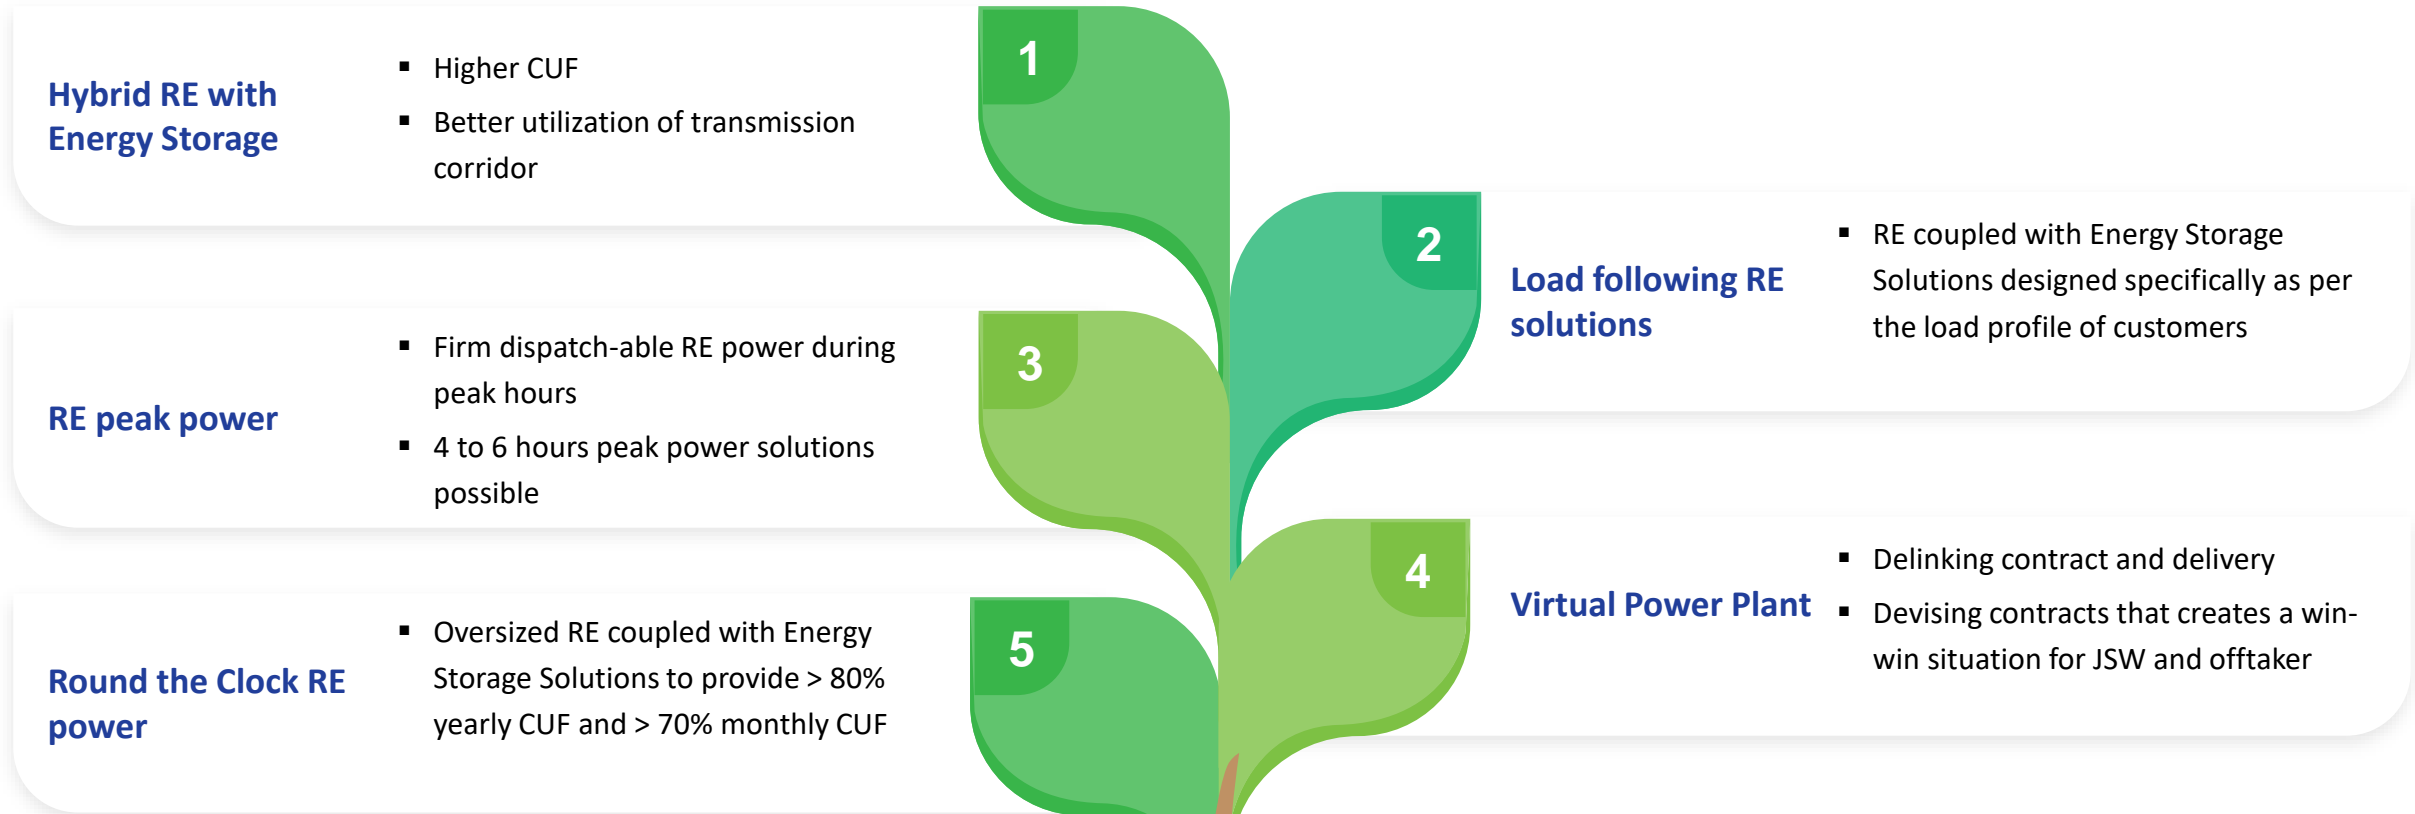 1
Hybrid RE with
Energy Storage
▪ Higher CUF
▪ Better utilization of transmission
corridor
2
Load following RE
solutions
▪ RE coupled with Energy Storage
Solutions designed specifically as per
the load profile of customers
3
RE peak power
▪ Firm dispatch-able RE power during
peak hours
▪ 4 to 6 hours peak power solutions
possible
4
Virtual Power Plant
▪ Delinking contract and delivery
▪ Devising contracts that creates a win-
win situation for JSW and offtaker
5
Round the Clock RE
power
▪ Oversized RE coupled with Energy
Storage Solutions to provide > 80%
yearly CUF and > 70% monthly CUF